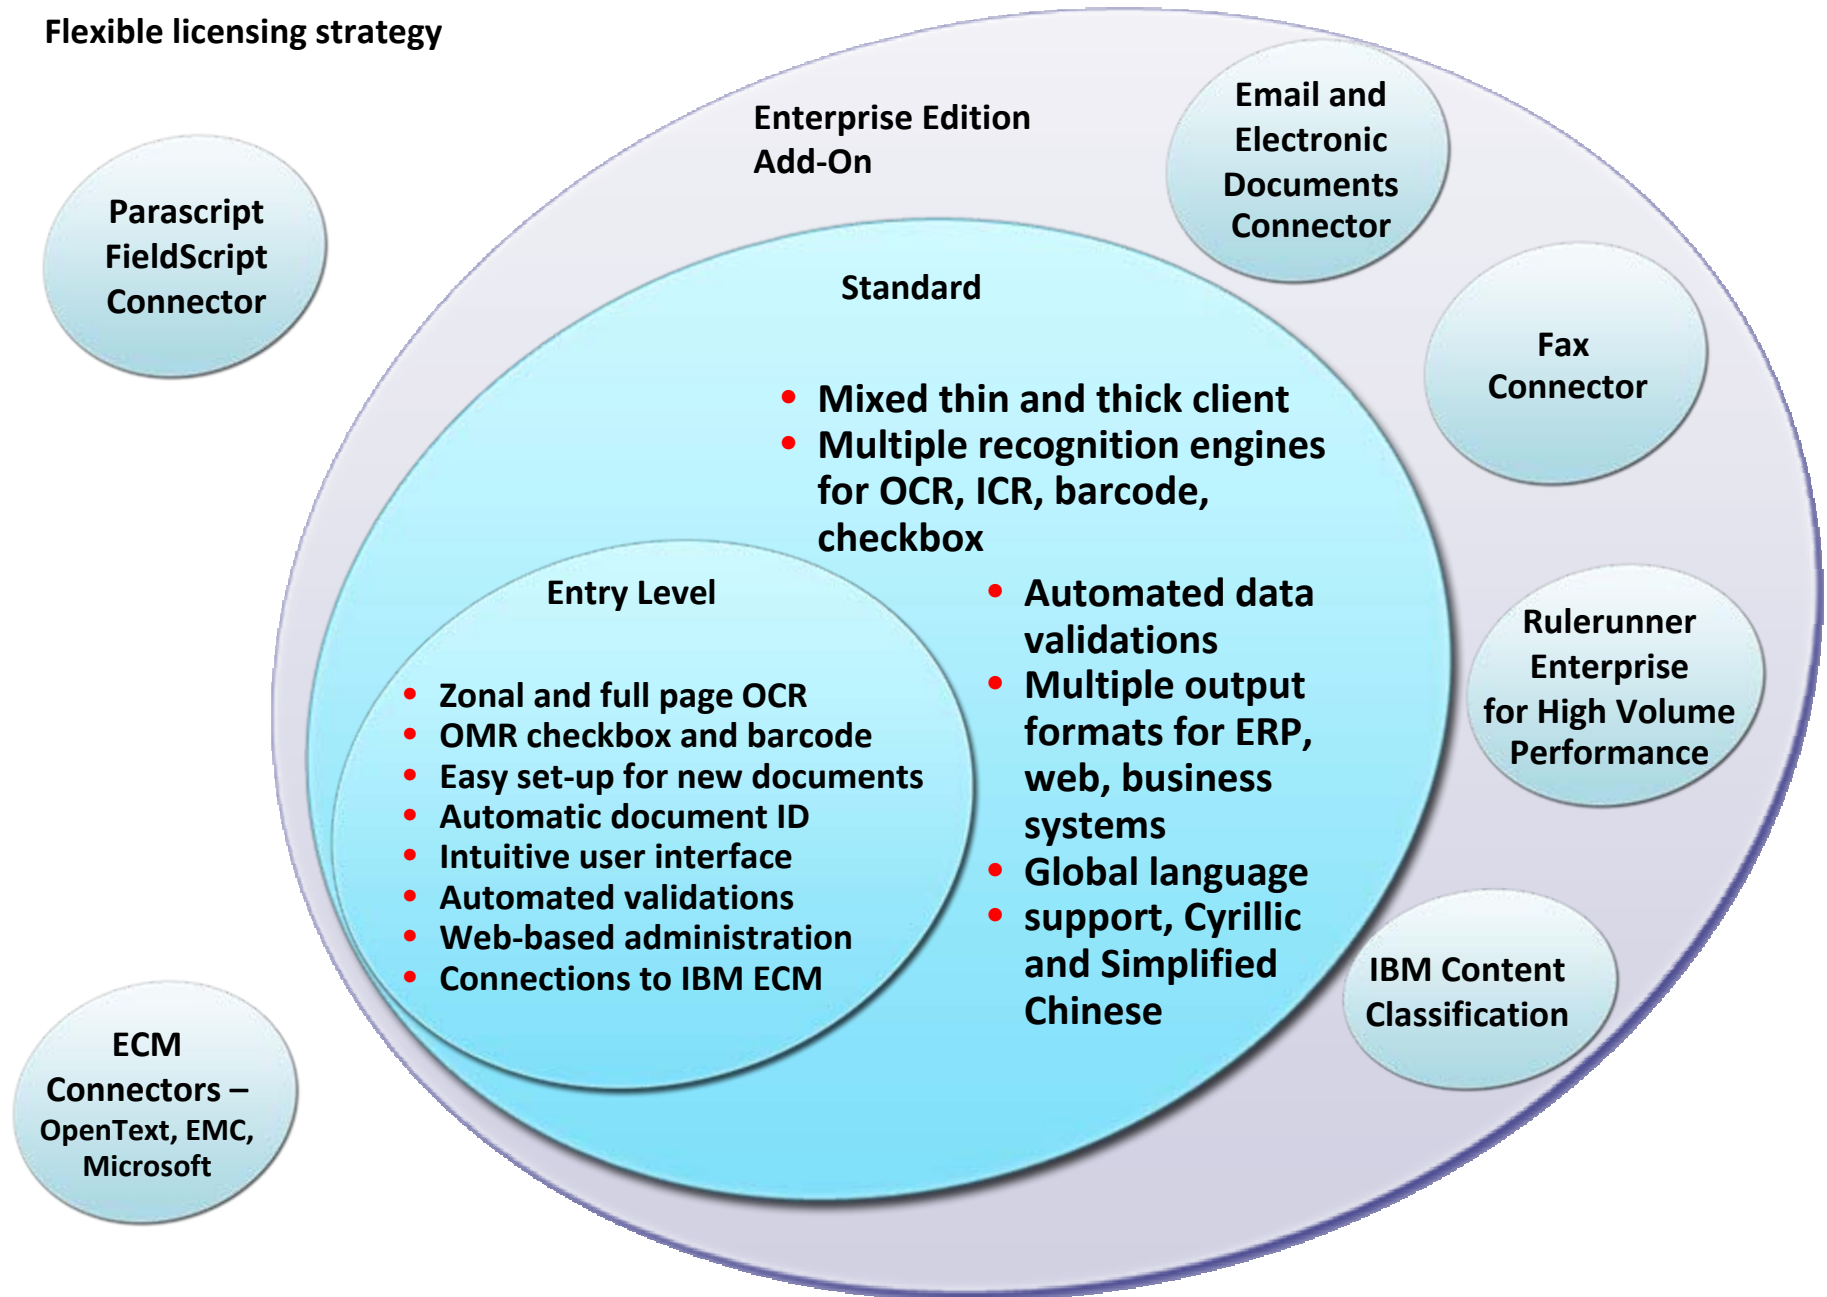 Flexible licensing strategy
Parascript
FieldScript
Connector
ECM
Connectors –
OpenText, EMC,
Microsoft
Enterprise Edition
Add-On
Standard
• Mixed thin and thick client
• Multiple recognition engines
for OCR, ICR, barcode,
checkbox
• Automated data
validations
• Multiple output
formats for ERP,
web, business
systems
• Global language
• support, Cyrillic
and Simplified
Chinese
Entry Level
• Zonal and full page OCR
• OMR checkbox and barcode
• Easy set-up for new documents
• Automatic document ID
• Intuitive user interface
• Automated validations
• Web-based administration
• Connections to IBM ECM
Email and
Electronic
Documents
Connector
Fax
Connector
Rulerunner
Enterprise
for High Volume
Performance
IBM Content
Classification